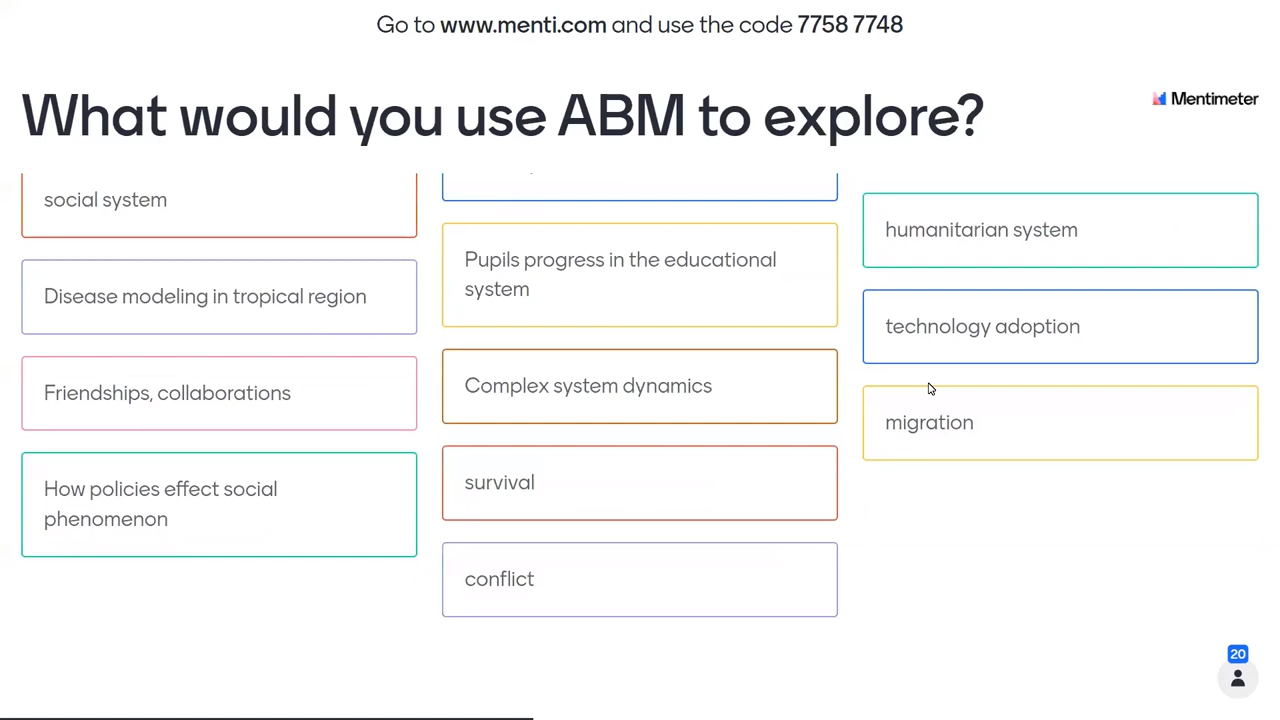 Go to www.menti.com and use the code 7758 7748
What would you use ABM to explore?
Mentimeter
social system
Disease modeling in tropical region
Friendships, collaborations
How policies effect social
phenomenon
Pupils progress in the educational
system
Complex system dynamics
survival
conflict
humanitarian system
technology adoption
migration
20